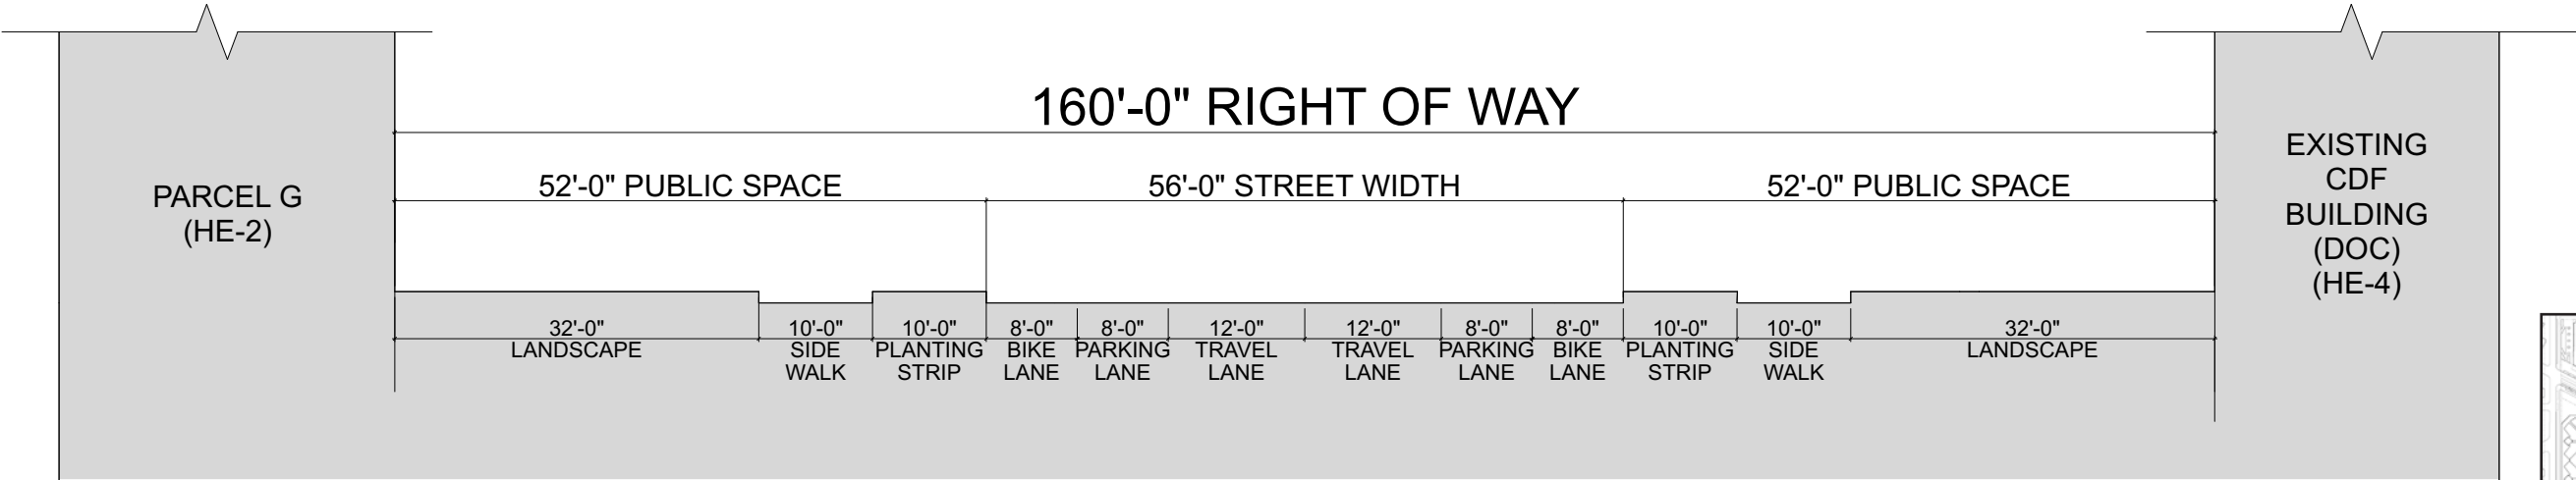 160'-0" RIGHT OF WAY
52'-0" PUBLIC SPACE
56'-0" STREET WIDTH
52'-0" PUBLIC SPACE
PARCEL G
(HE-2)
EXISTING
CDF
BUILDING
(DOC)
(HE-4)
32'-0"
LANDSCAPE
10'-0"
SIDE
WALK
10'-0"
PLANTING
STRIP
8'-0"
BIKE
LANE
8'-0"
PARKING
LANE
12'-0"
TRAVEL
LANE
12'-0"
TRAVEL
LANE
8'-0"
PARKING
LANE
8'-0"
BIKE
LANE
10'-0"
PLANTING
STRIP
10'-0"
SIDE
WALK
32'-0"
LANDSCAPE